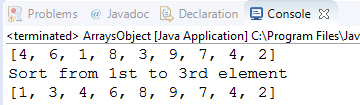 Problems @ Javadoc Declaration Console
<terminated> ArraysObject [Java Application] C:\Program Files\Jav
[4, 6, 1, 8, 3, 9, 7, 4, 2]
Sort from 1st to 3rd element
[1, 3, 4, 6, 8, 9, 7, 4, 2]